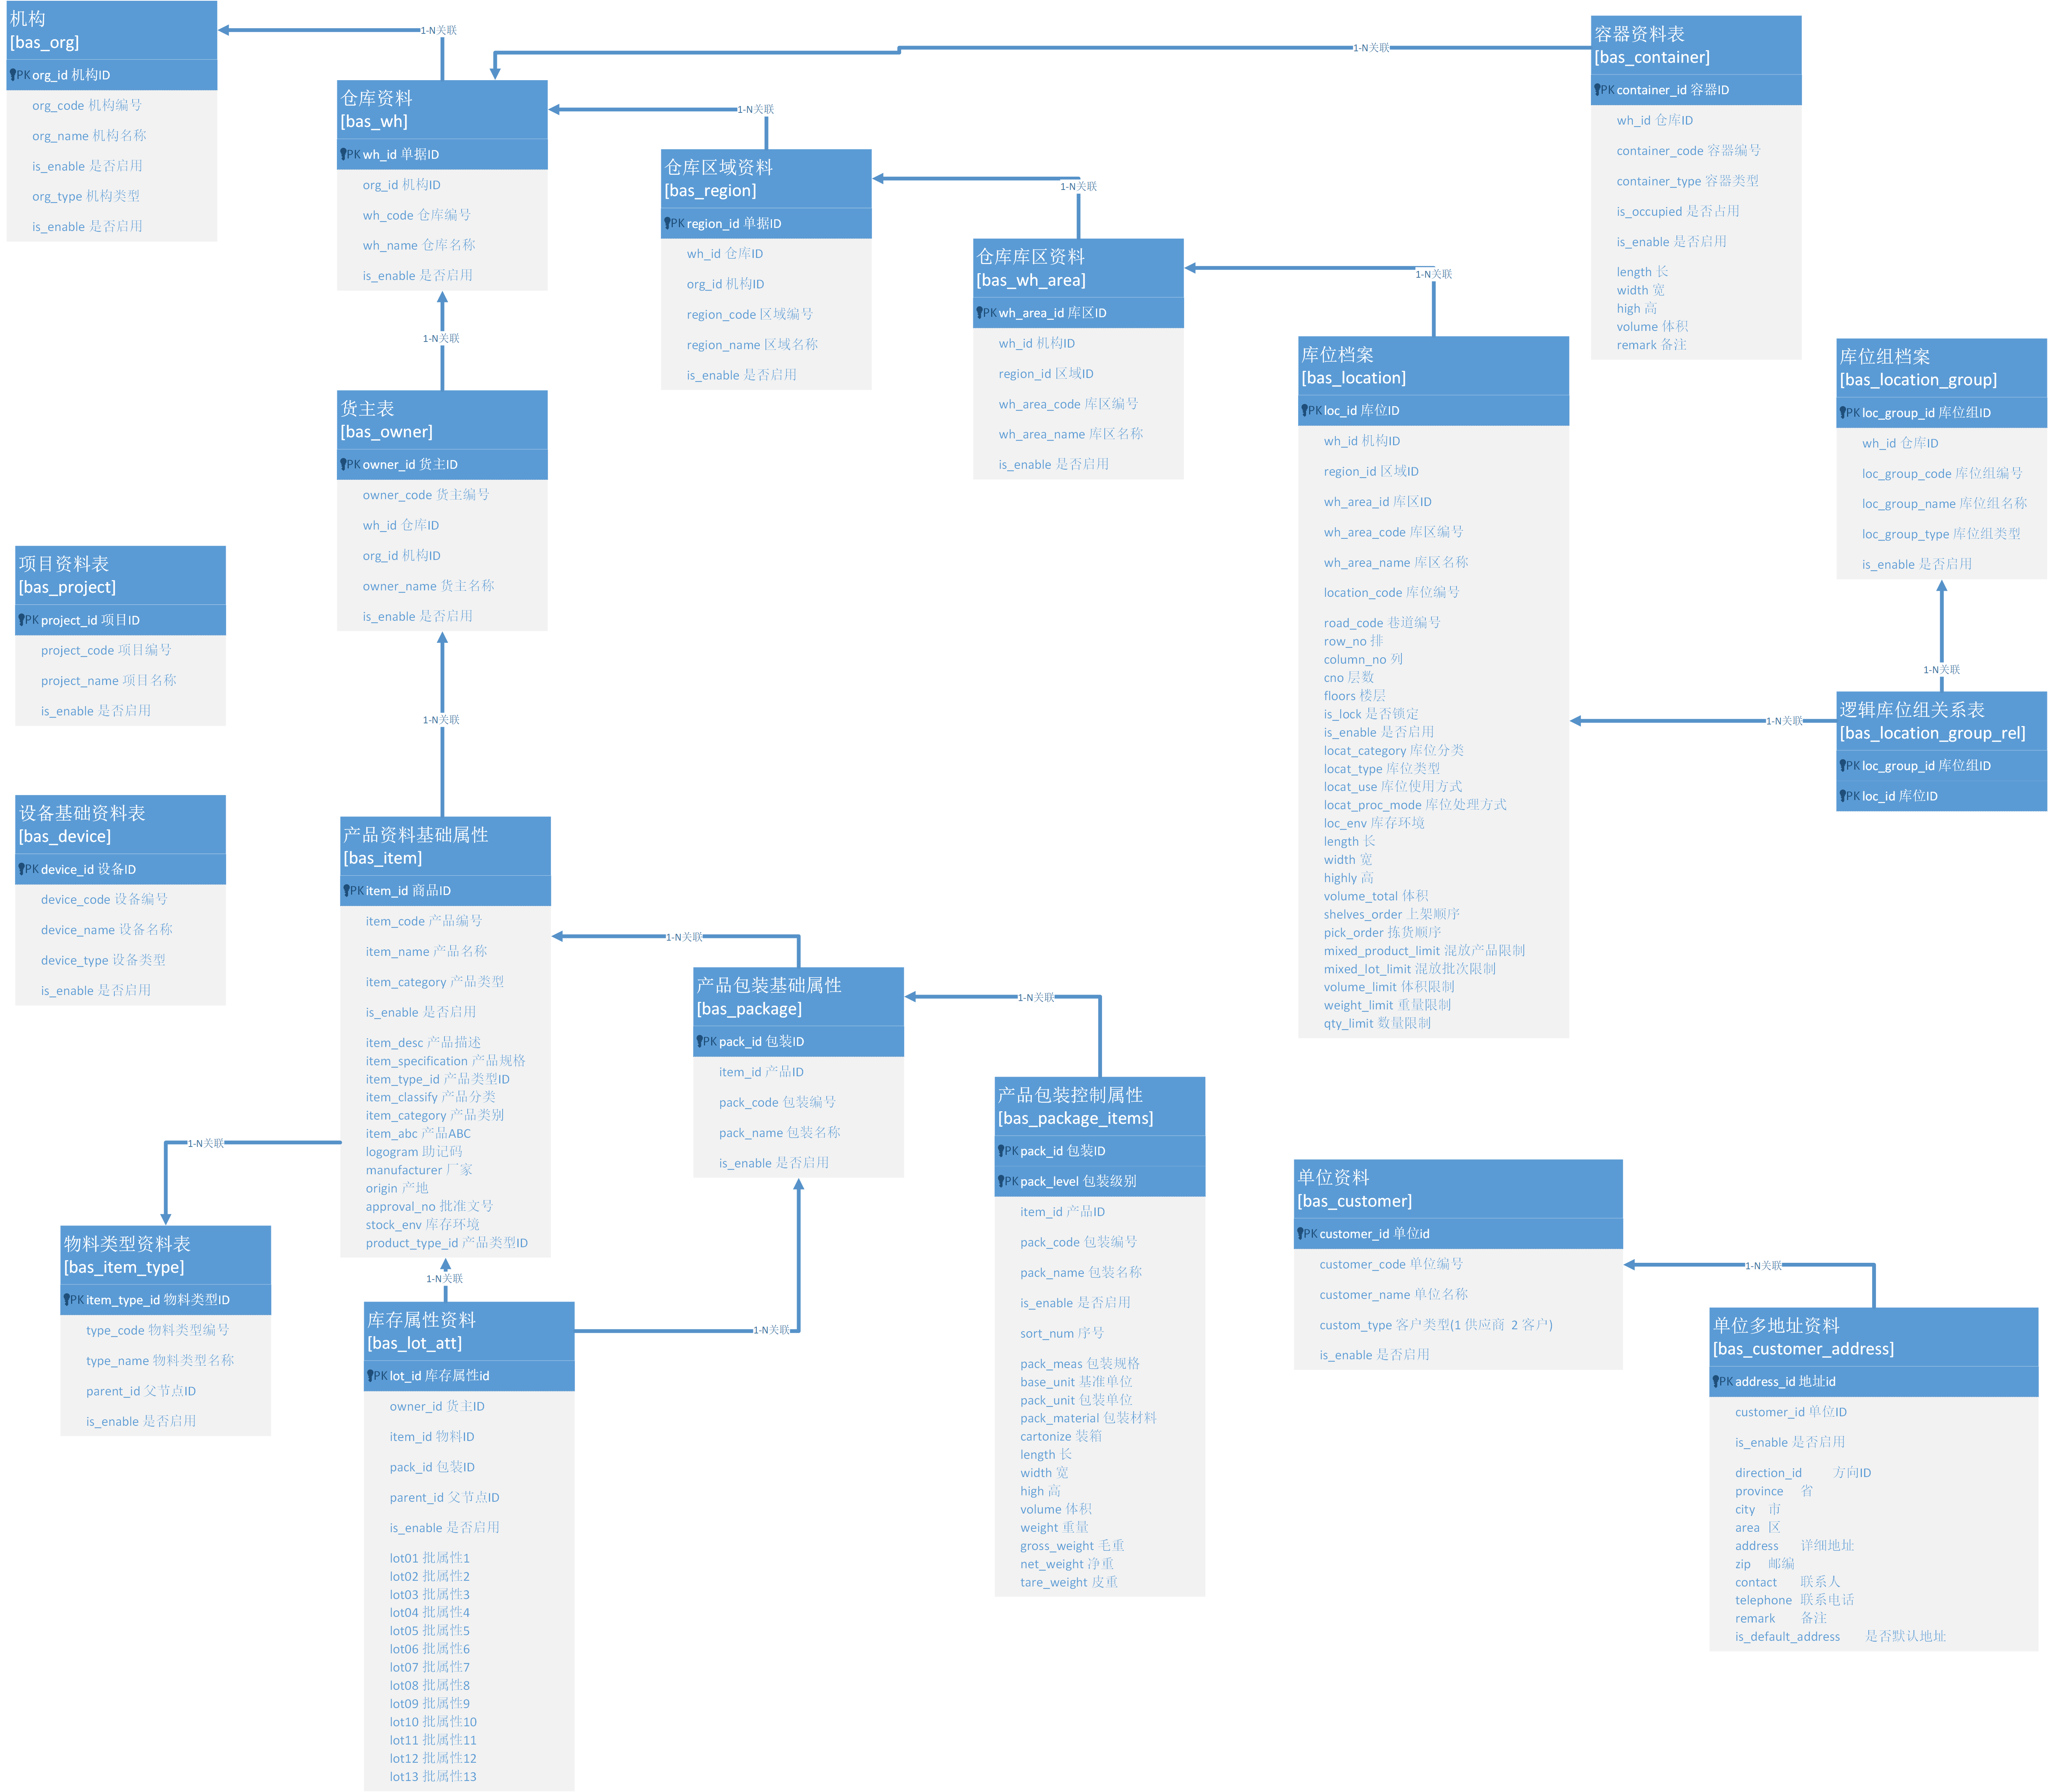 机构
[bas_org]
PK org_id 机构ID
org_code 机构编号
org_name 机构名称
is_enable 是否启用
org_type 机构类型
is_enable 是否启用
1-N关联
仓库资料
[bas_wh]
PK wh_id 单据ID
org_id 机构ID
wh_code 仓库编号
wh_name 仓库名称
is_enable 是否启用
1-N关联
1-N关联
仓库区域资料
[bas_region]
PK region_id 单据ID
wh_id 仓库ID
org_id 机构ID
region_code 区域编号
region_name 区域名称
is_enable 是否启用
1-N关联
仓库库区资料
[bas_wh_area]
PK wh_area_id 库区ID
wh_id 机构ID
region_id 区域ID
wh_area_code 库区编号
wh_area_name 库区名称
is_enable 是否启用
1-N关联
容器资料表
[bas_container]
PK container_id 容器ID
wh_id 仓库ID
container_code 容器编号
container_type 容器类型
is_occupied 是否占用
is_enable 是否启用
length 长
width 宽
high 高
volume 体积
remark 备注
1-N关联
库位档案
[bas_location]
PK loc_id 库位ID
wh_id 机构ID
region_id 区域ID
wh_area_id 库区ID
wh_area_code 库区编号
wh_area_name 库区名称
location_code 库位编号
road_code 巷道编号
row_no 排
column_no 列
cno 层数
floors 楼层
is_lock 是否锁定
is_enable 是否启用
locat_category 库位分类
locat_type 库位类型
locat_use 库位使用方式
locat_proc_mode 库位处理方式
loc_env 库存环境
length 长
width 宽
highly 高
volume_total 体积
shelves_order 上架顺序
pick_order 拣货顺序
mixed_product_limit 混放产品限制
mixed_lot_limit 混放批次限制
volume_limit 体积限制
weight_limit 重量限制
qty_limit 数量限制
库位组档案
[bas_location_group]
PK loc_group_id 库位组ID
wh_id 仓库ID
loc_group_code 库位组编号
loc_group_name 库位组名称
loc_group_type 库位组类型
is_enable 是否启用
1-N关联
1-N关联
逻辑库位组关系表
[bas_location_group_rel]
PK loc_group_id 库位组ID
PK loc_id 库位ID
货主表
[bas_owner]
PK owner_id 货主ID
owner_code 货主编号
wh_id 仓库ID
org_id 机构ID
owner_name 货主名称
is_enable 是否启用
1-N关联
项目资料表
[bas_project]
PK project_id 项目ID
project_code 项目编号
project_name 项目名称
is_enable 是否启用
设备基础资料表
[bas_device]
PK device_id 设备ID
device_code 设备编号
device_name 设备名称
device_type 设备类型
is_enable 是否启用
产品资料基础属性
[bas_item]
PK item_id 商品ID
item_code 产品编号
item_name 产品名称
item_category 产品类型
is_enable 是否启用
item_desc 产品描述
item_specification 产品规格
item_type_id 产品类型ID
item_classify 产品分类
item_category 产品类别
item_abc 产品ABC
logogram 助记码
manufacturer 厂家
origin 产地
approval_no 批准文号
stock_env 库存环境
product_type_id 产品类型ID
1-N关联
产品包装基础属性
[bas_package]
PK pack_id 包装ID
item_id 产品ID
pack_code 包装编号
pack_name 包装名称
is_enable 是否启用
1-N关联
产品包装控制属性
[bas_package_items]
PK pack_id 包装ID
PK pack_level 包装级别
item_id 产品ID
pack_code 包装编号
pack_name 包装名称
is_enable 是否启用
sort_num 序号
pack_meas 包装规格
base_unit 基准单位
pack_unit 包装单位
pack_material 包装材料
cartonize 装箱
length 长
width 宽
high 高
volume 体积
weight 重量
gross_weight 毛重
net_weight 净重
tare_weight 皮重
1-N关联
物料类型资料表
[bas_item_type]
PK item_type_id 物料类型ID
type_code 物料类型编号
type_name 物料类型名称
parent_id 父节点ID
is_enable 是否启用
1-N关联
库存属性资料
[bas_lot_att]
PK lot_id 库存属性id
owner_id 货主ID
item_id 物料ID
pack_id 包装ID
parent_id 父节点ID
is_enable 是否启用
lot01 批属性1
lot02 批属性2
lot03 批属性3
lot04 批属性4
lot05 批属性5
lot06 批属性6
lot07 批属性7
lot08 批属性8
lot09 批属性9
lot10 批属性10
lot11 批属性11
lot12 批属性12
lot13 批属性13
1-N关联
单位资料
[bas_customer]
PK customer_id 单位id
customer_code 单位编号
customer_name 单位名称
custom_type 客户类型(1 供应商 2 客户)
is_enable 是否启用
1-N关联
单位多地址资料
[bas_customer_address]
PK address_id 地址id
customer_id 单位ID
is_enable 是否启用
direction_id 方向ID
province 省
city 市
area 区
address 详细地址
zip 邮编
contact 联系人
telephone 联系电话
remark 备注
is_default_address 是否默认地址